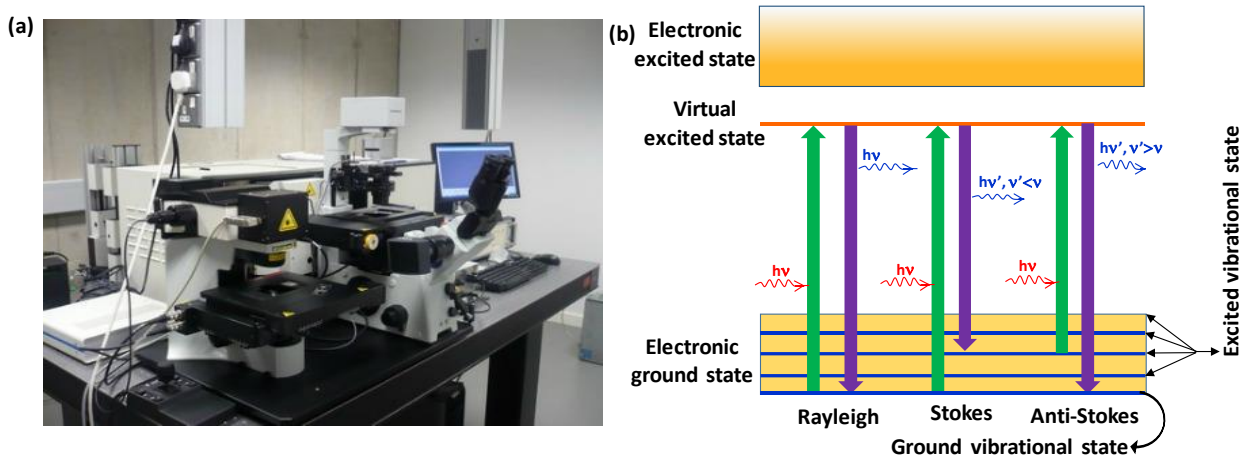 (a)
(b)
Electronic
excited state
Virtual
excited state
hν
hν', ν'<ν
hν', ν'>ν
hν
hν
hν
Electronic
ground state
Rayleigh
Stokes
Anti-Stokes
Ground vibrational state
Excited vibrational state